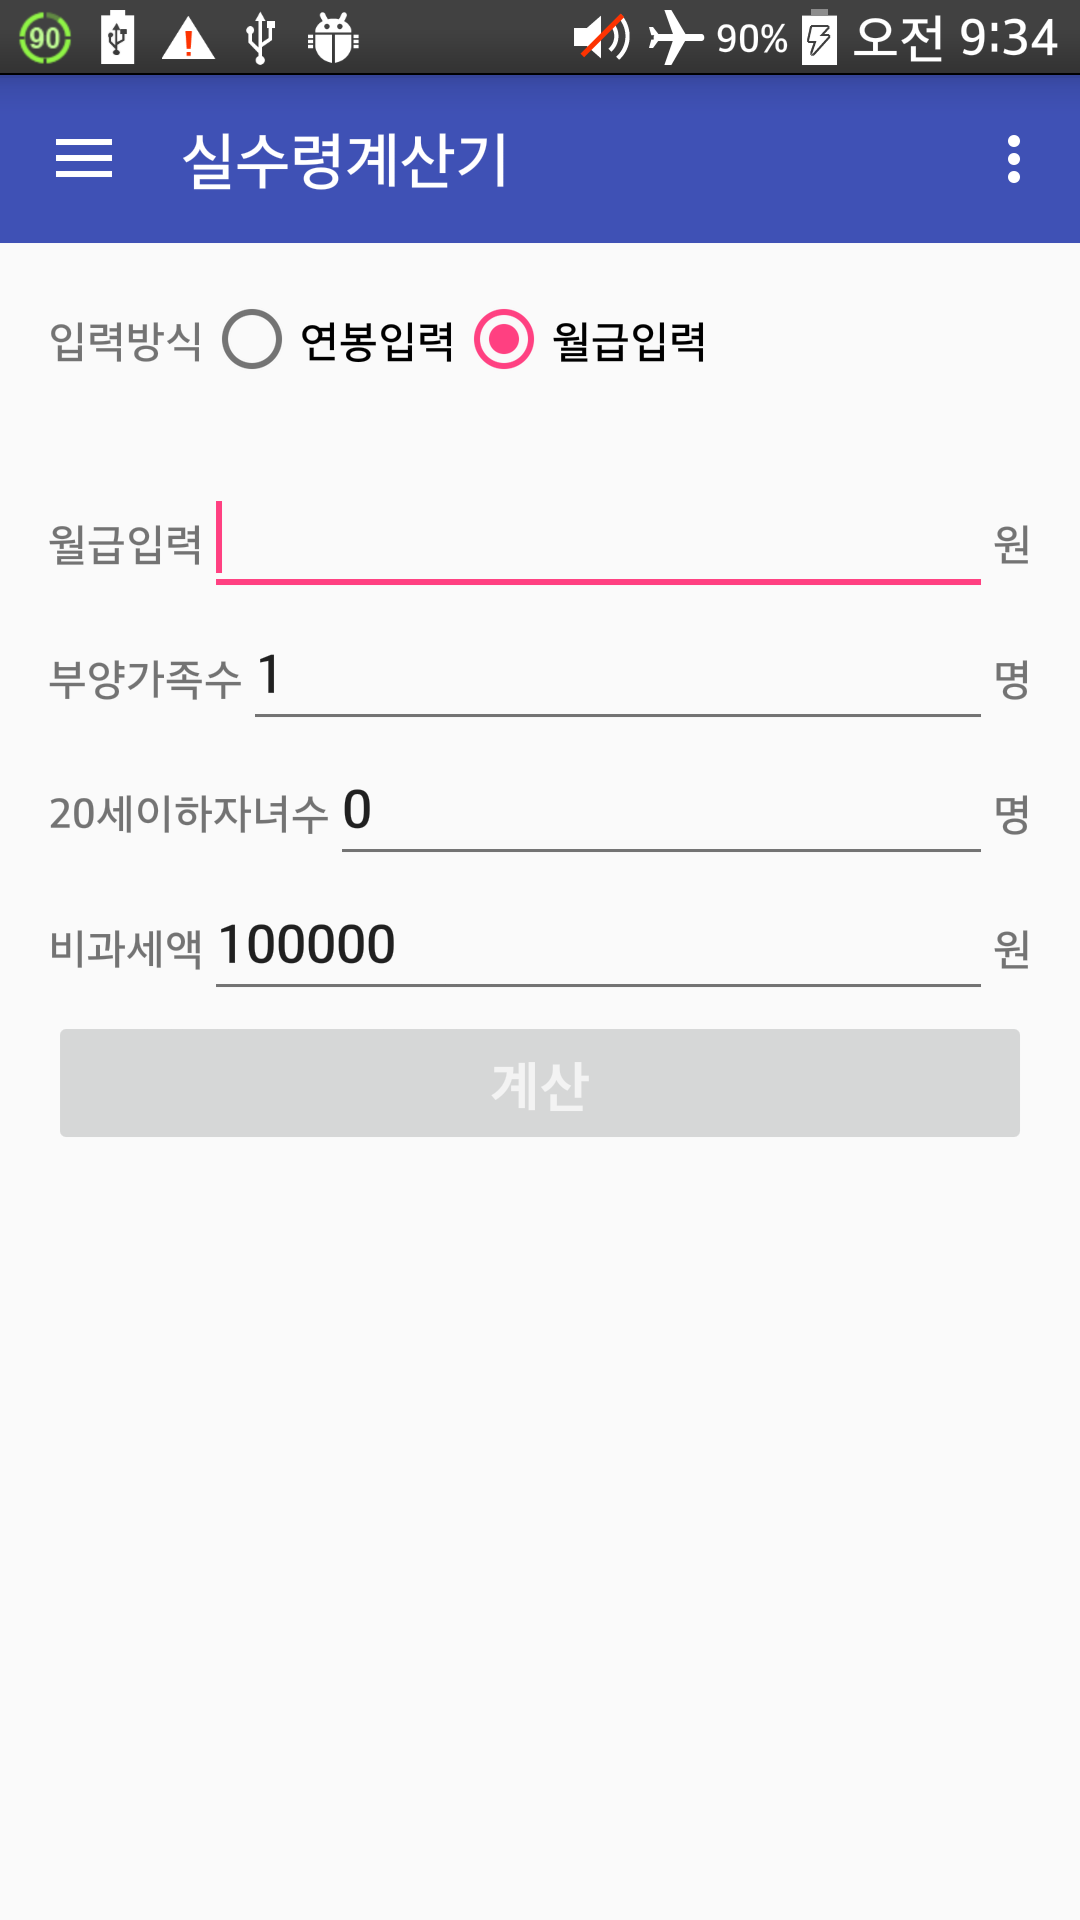 90 90% 오전 9:34
실수령계산기
입력방식 연봉입력 월급입력
월급입력 원
부양가족수 1 명
20세이하자녀수 0 명
비과세액 100000 원
계산